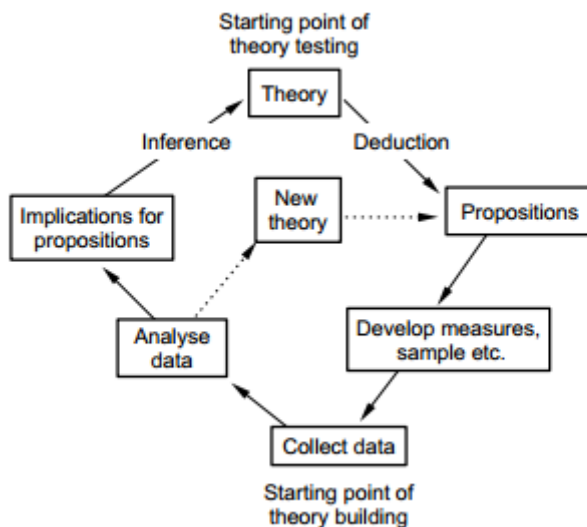 Starting point of
theory testing
Theory
Inference
Deduction
Implications for
propositions
New
theory
Propositions
Analyse
data
Develop measures,
sample etc.
Collect data
Starting point of
theory building